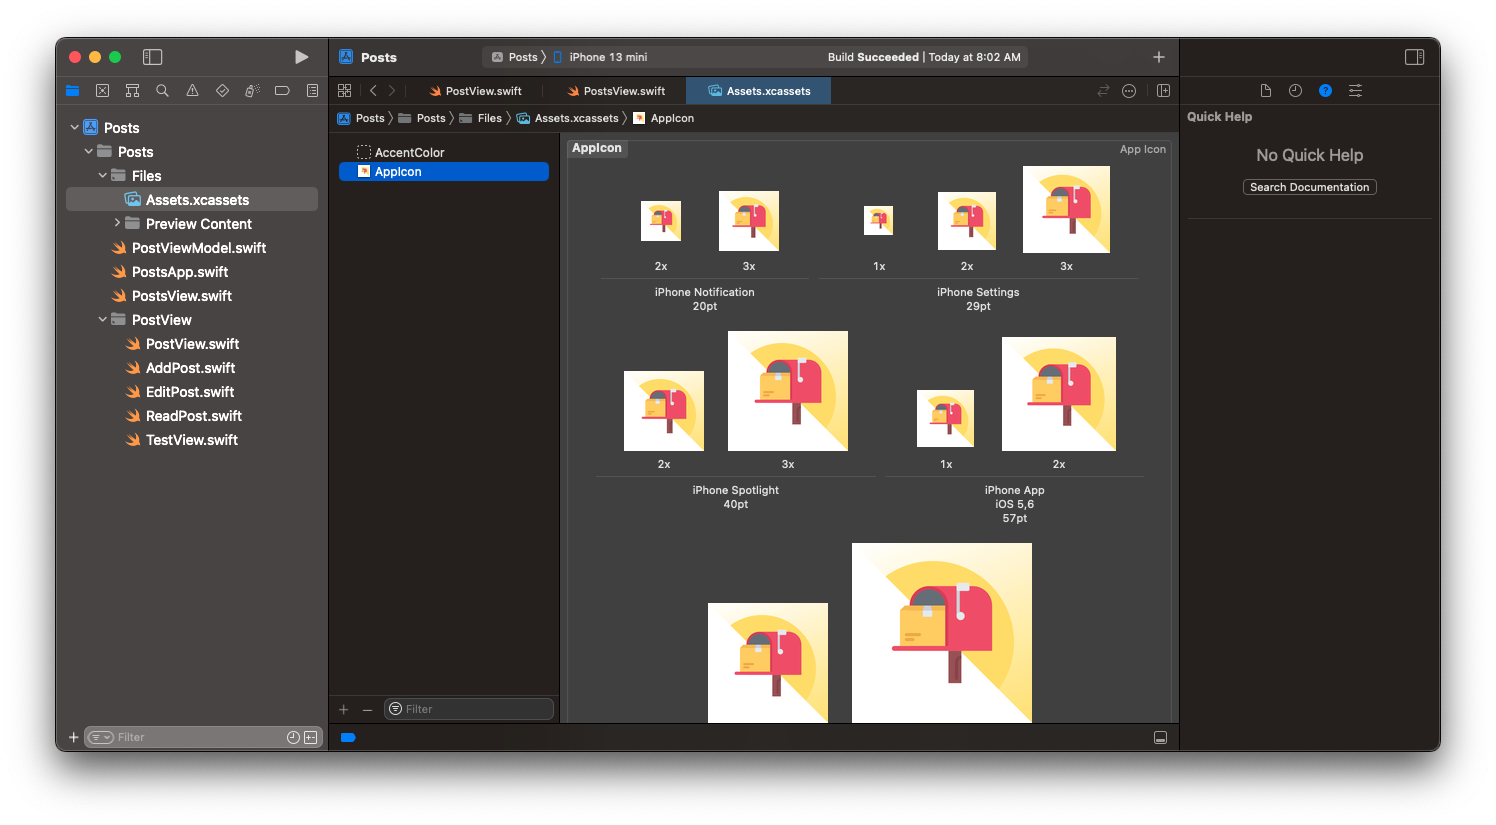 Posts
Posts
Files
Assets.xcassets
Preview Content
PostViewModel.swift
PostsApp.swift
PostsView.swift
PostView
PostView.swift
AddPost.swift
EditPost.swift
ReadPost.swift
TestView.swift
Filter
Posts
Posts iPhone 13 mini
Build Succeeded | Today at 8:02 AM
PostView.swift PostsView.swift Assets.xcassets
Posts Posts Files Assets.xcassets AppIcon
AccentColor
AppIcon
Filter
AppIcon App Icon
2x 3x 1x 2x 3x
iPhone Notification
20pt
iPhone Settings
29pt
2x 3x 1x 2x
iPhone Spotlight
40pt
iPhone App
iOS 5,6
57pt
Quick Help
No Quick Help
Search Documentation